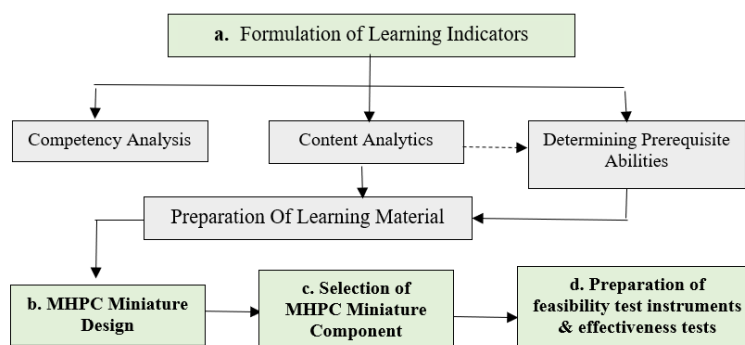 a. Formulation of Learning Indicators
Competency Analysis
Content Analytics
Determining Prerequisite
Abilities
Preparation Of Learning Material
b. MHPC Miniature
Design
c. Selection of
MHPC Miniature
Component
d. Preparation of
feasibility test instruments
& effectiveness tests